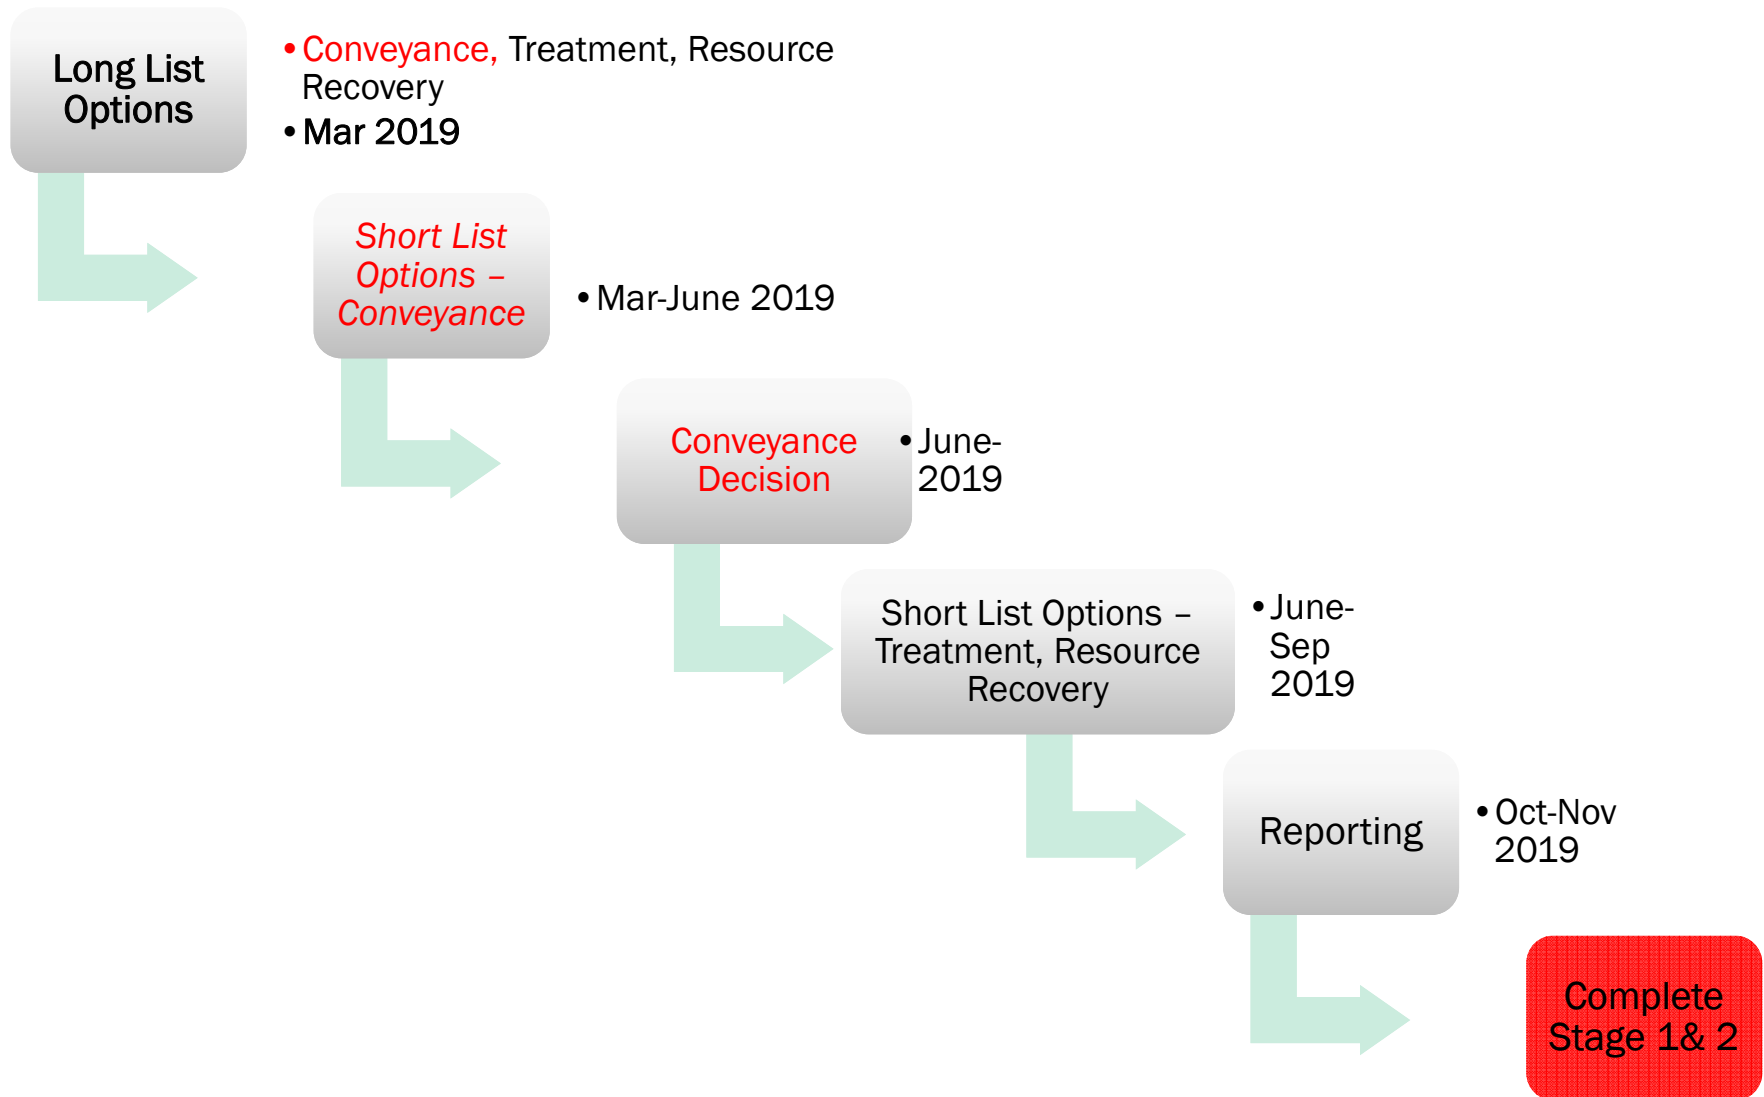 Long List
Options
•Conveyance, Treatment, Resource
Recovery
•Mar 2019
Short List
Options –
Conveyance
•Mar-June 2019
Conveyance
Decision
•June-
2019
Short List Options –
Treatment, Resource
Recovery
•June-
Sep
2019
Reporting
•Oct-Nov
2019
Complete
Stage 1& 2